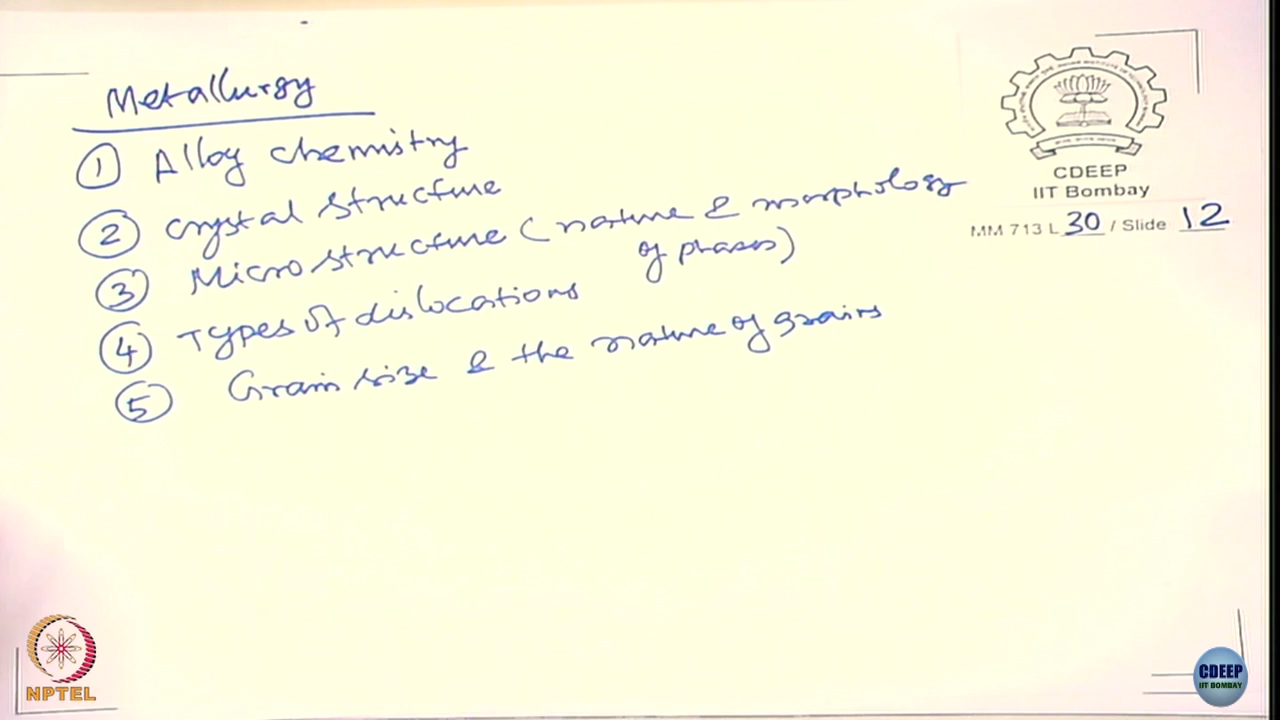 Metallurgy
① Alloy chemistry
② Crystal structure
③ Microstructure (nature & morphology
of phases)
④ Types of dislocations
⑤ Grain size & the nature of grains
CDEEP
IIT Bombay
MM 713 L 30 / Slide 12
NPTEL
CDEEP
IIT BOMBAY